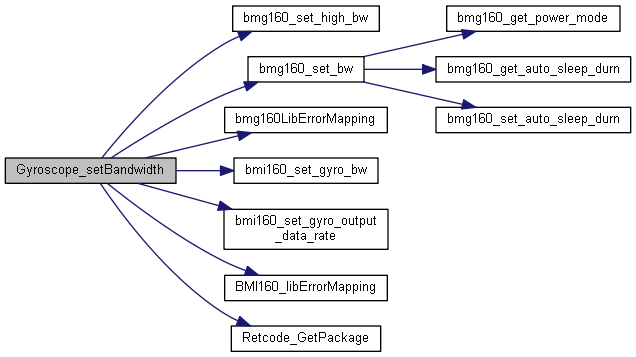 bmg160_set_high_bw
bmg160_get_power_mode
bmg160_set_bw
bmg160_get_auto_sleep_durn
bmg160LibErrorMapping
bmg160_set_auto_sleep_durn
Gyroscope_setBandwidth
bmi160_set_gyro_bw
bmi160_set_gyro_output
_data_rate
BMI160_libErrorMapping
Retcode_GetPackage